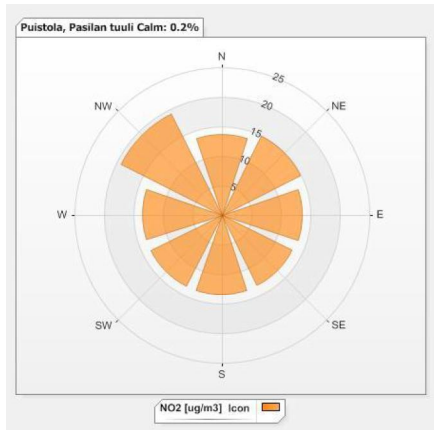 Puistola, Pasilan tuuli Calm: 0.2%
N
25
NW
20
NE
15
10
5
W
E
SW
SE
S
NO2 [ug/m3] Icon